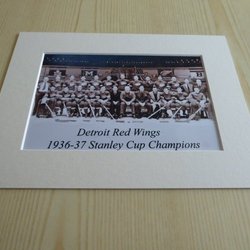 Detroit Red Wings
1936-37 Stanley Cup Champions